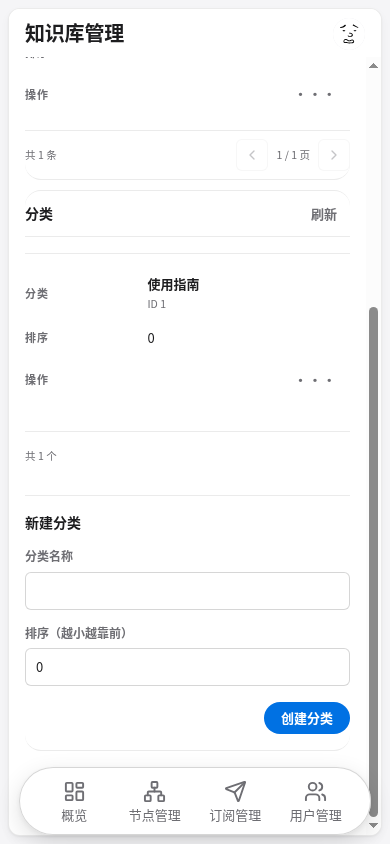 知识库管理
操作
· · ·
共 1 条
1 / 1 页
分类
刷新
分类
使用指南
ID 1
排序
0
操作
· · ·
共 1 个
新建分类
分类名称
排序（越小越靠前）
0
创建分类
概览
节点管理
订阅管理
用户管理